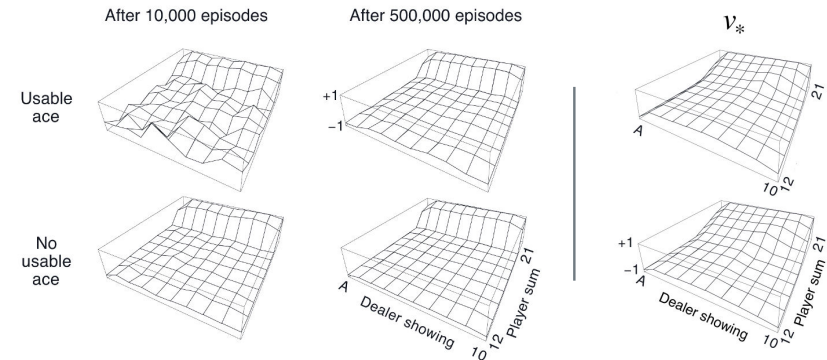 After 10,000 episodes
After 500,000 episodes
v*
Usable
ace
+1
−1
A
10
12
21
No
usable
ace
A
Dealer showing
10
12
Player sum
21
+1
−1
A
Dealer showing
10
12
Player sum
21